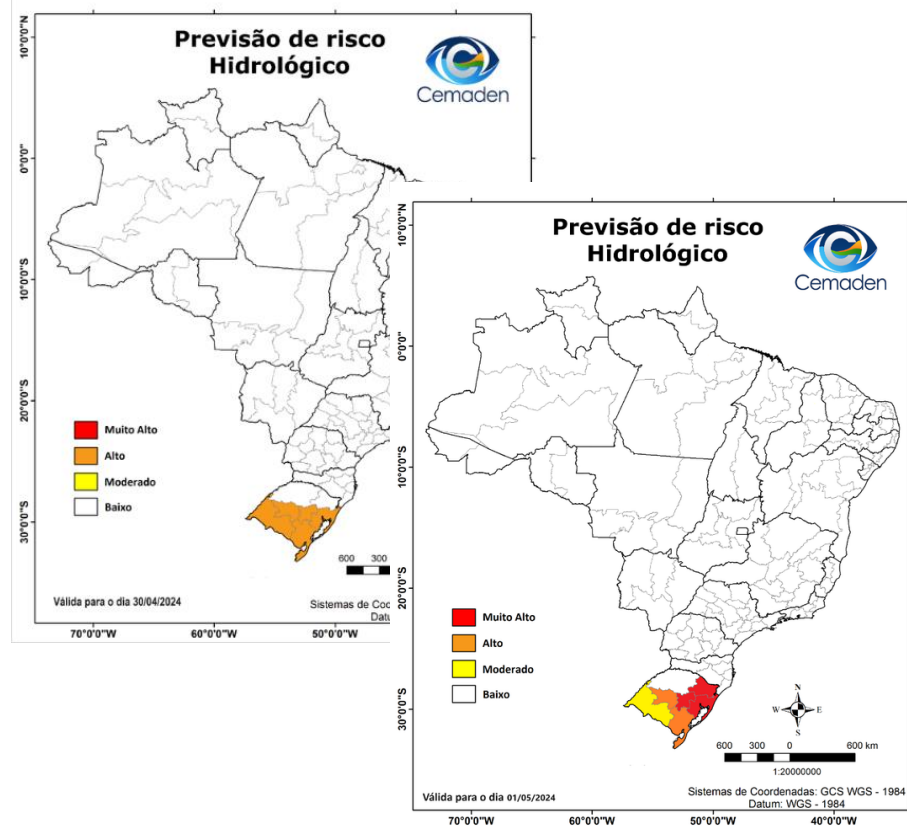 Previsão de risco
Hidrológico
Cemaden
10°0'0"N
0°0'0"
10°0'0"S
20°0'0"S
30°0'0"S
Muito Alto
Alto
Moderado
Baixo
600 300
Válida para o dia 30/04/2024
Sistemas de Coo
Datu
70°0'0"W 60°0'0"W 50°0'0"W
Previsão de risco
Hidrológico
Cemaden
10°0'0"N
0°0'0"
10°0'0"S
20°0'0"S
30°0'0"S
Muito Alto
Alto
Moderado
Baixo
N
W E
S
600 300 0 600 km
1:20000000
Válida para o dia 01/05/2024
Sistemas de Coordenadas: GCS WGS - 1984
Datum: WGS - 1984
70°0'0"W 60°0'0"W 50°0'0"W 40°0'0"W